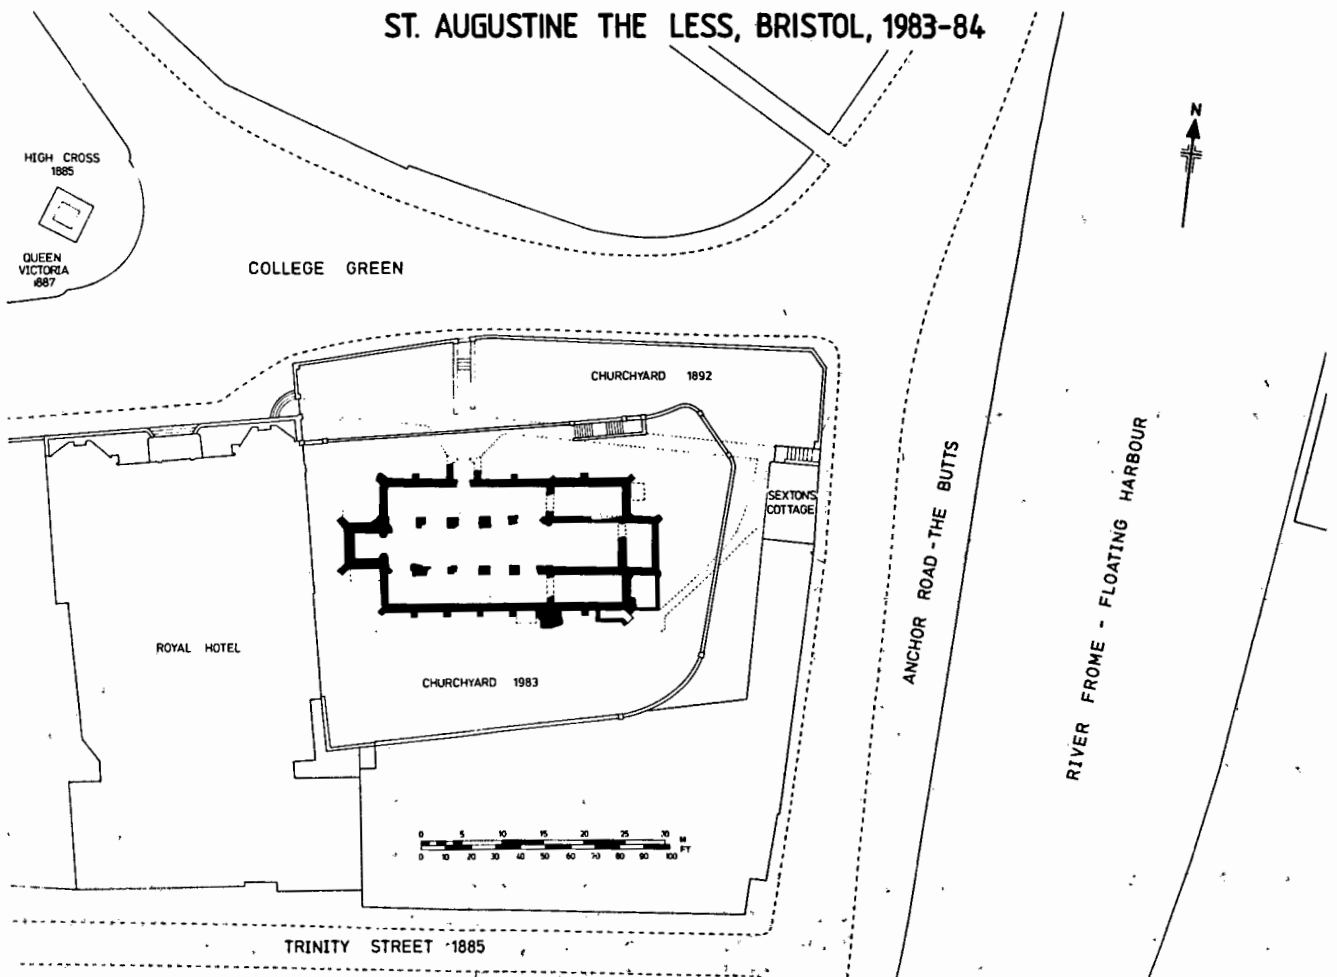 ST. AUGUSTINE THE LESS, BRISTOL, 1983-84
N
HIGH CROSS
1885
QUEEN
VICTORIA
1887
COLLEGE GREEN
CHURCHYARD 1892
SEXTONS
COTTAGE
ANCHOR ROAD - THE BUTTS
RIVER FROME - FLOATING HARBOUR
ROYAL HOTEL
CHURCHYARD 1983
0 5 10 15 20 25 30 M
0 10 20 30 40 50 60 70 80 90 100 FT
TRINITY STREET 1885